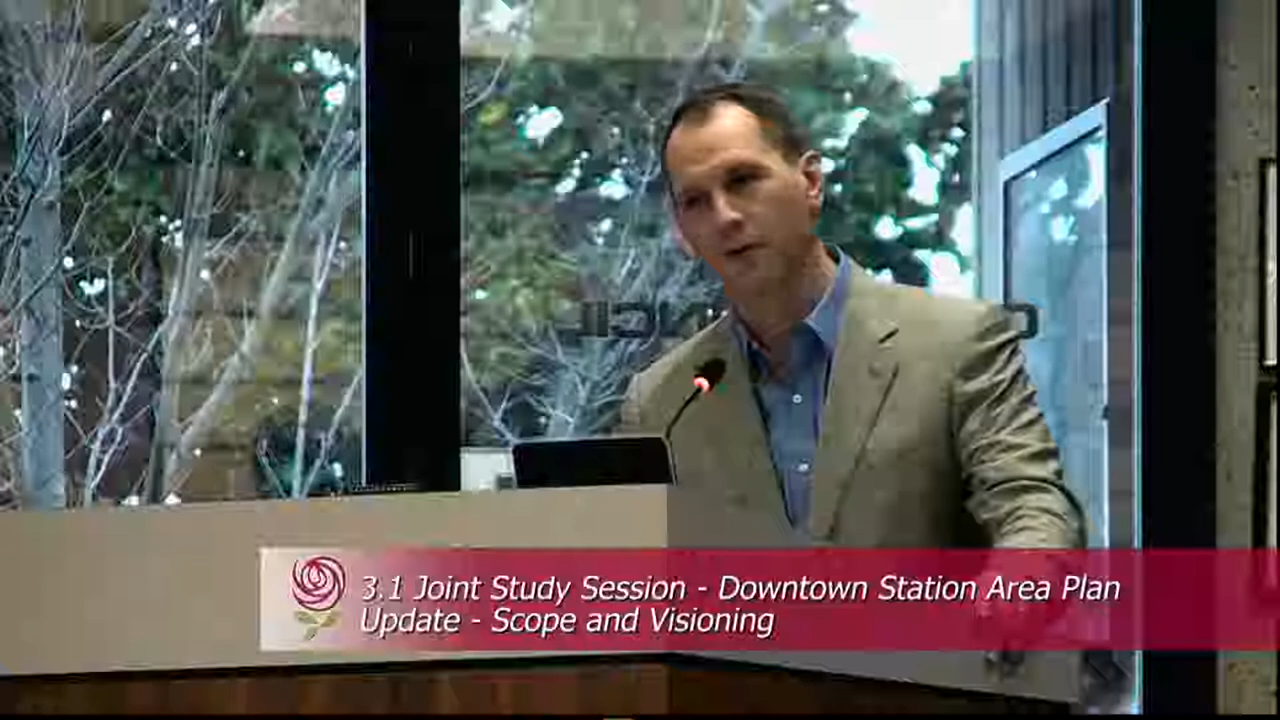 3.1 Joint Study Session - Downtown Station Area Plan
Update - Scope and Visioning